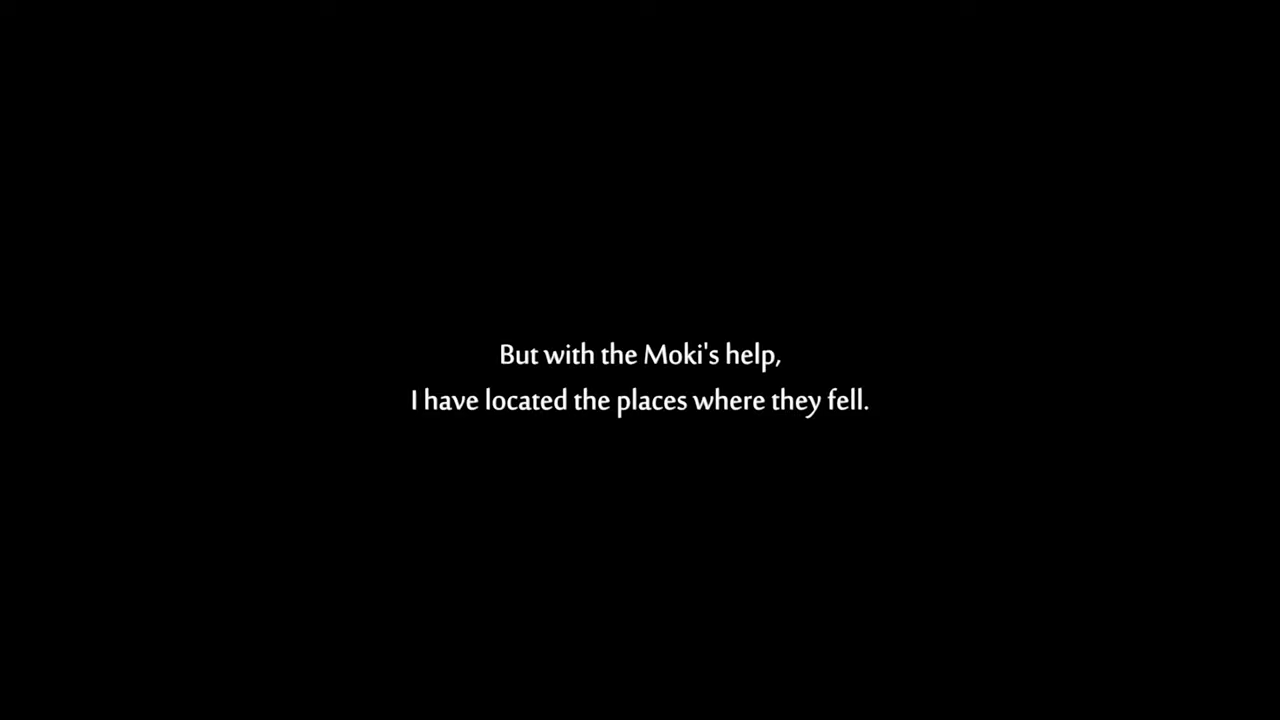 But with the Moki's help,
I have located the places where they fell.